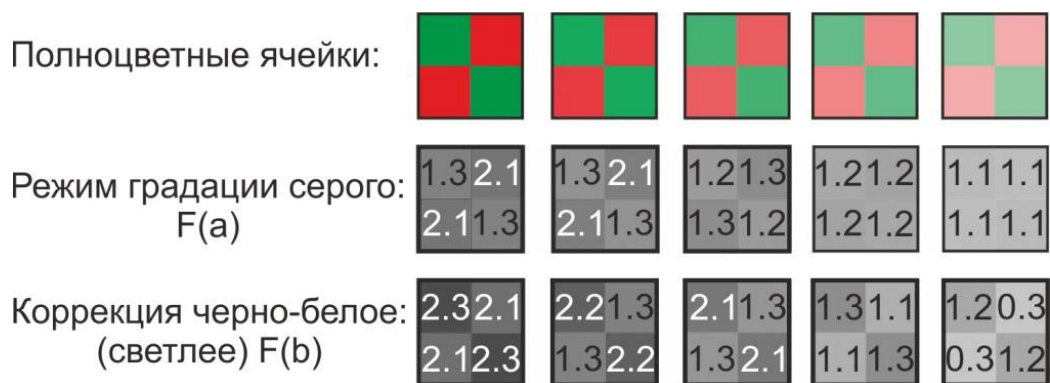 Полноцветные ячейки:
1.3 2.1 1.3 2.1 1.2 1.3 1.2 1.2 1.1 1.1
Режим градации серого:
F(a)
2.1 1.3 2.1 1.3 1.3 1.2 1.2 1.2 1.1 1.1
2.3 2.1 2.2 1.3 2.1 1.3 1.3 1.1 1.2 0.3
Коррекция черно-белое:
(светлее) F(b)
2.1 2.3 1.3 2.2 1.3 2.1 1.1 1.3 0.3 1.2